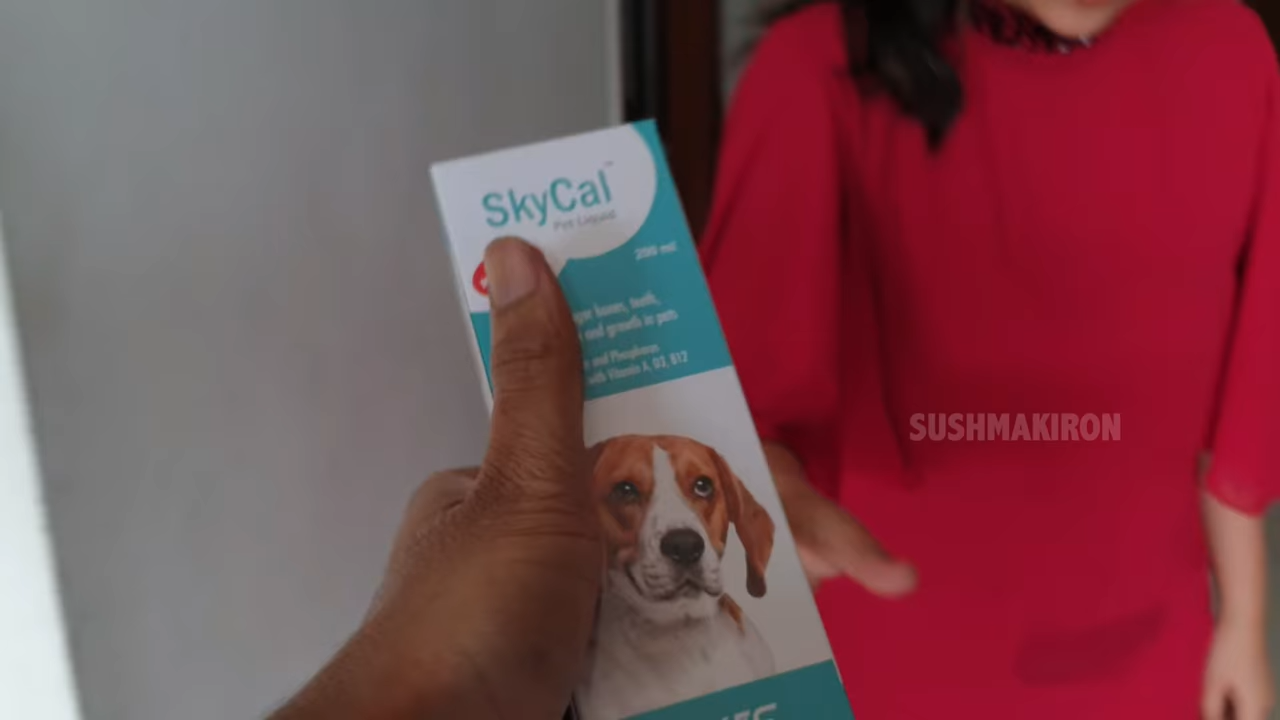 SkyCal
Pet Liquid
200 ml
bones, teeth,
and growth in pets
and Phosphorus
with Vitamin A, D3, B12
SUSHMAKIRON